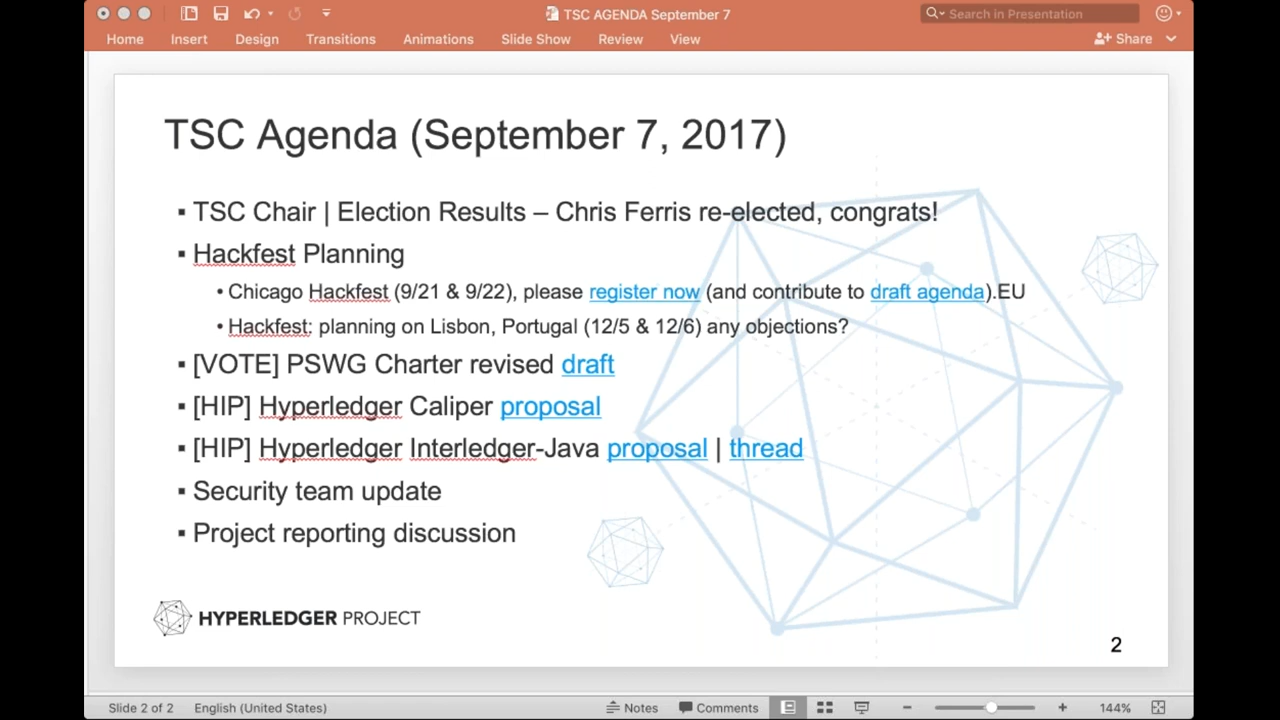 TSC AGENDA September 7
Search in Presentation
Home Insert Design Transitions Animations Slide Show Review View Share
TSC Agenda (September 7, 2017)
▪ TSC Chair | Election Results – Chris Ferris re-elected, congrats!
▪ Hackfest Planning
• Chicago Hackfest (9/21 & 9/22), please register now (and contribute to draft agenda).EU
• Hackfest: planning on Lisbon, Portugal (12/5 & 12/6) any objections?
▪ [VOTE] PSWG Charter revised draft
▪ [HIP] Hyperledger Caliper proposal
▪ [HIP] Hyperledger Interledger-Java proposal | thread
▪ Security team update
▪ Project reporting discussion
HYPERLEDGER PROJECT
2
Slide 2 of 2 English (United States) Notes Comments 144%